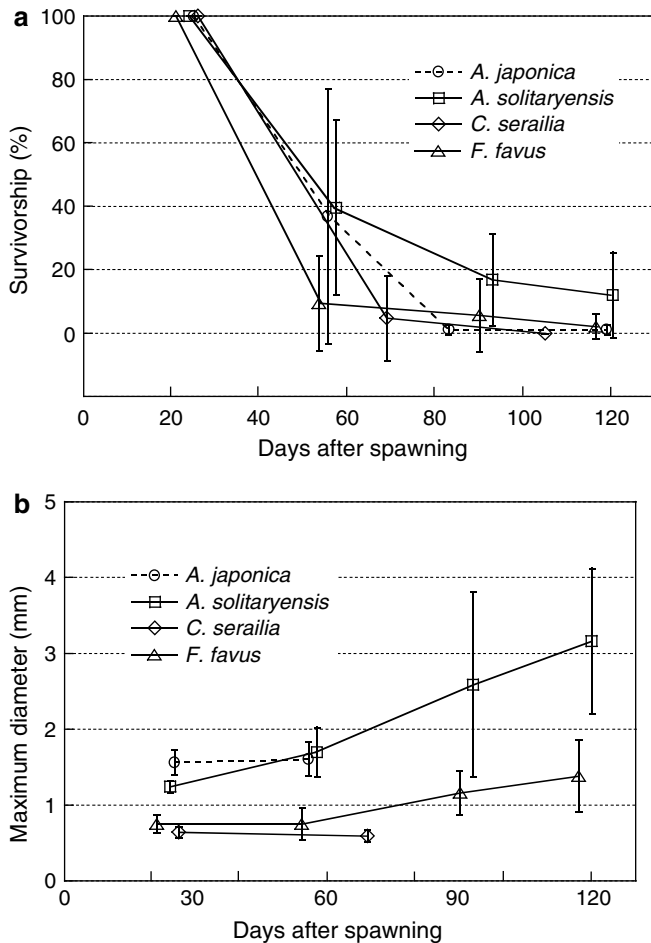 a
100
80
60
40
20
0
Survivorship (%)
A. japonica
A. solitaryensis
C. serailia
F. favus
0 20 40 60 80 100 120
Days after spawning
b
5
4
3
2
1
0
Maximum diameter (mm)
A. japonica
A. solitaryensis
C. serailia
F. favus
0 30 60 90 120
Days after spawning